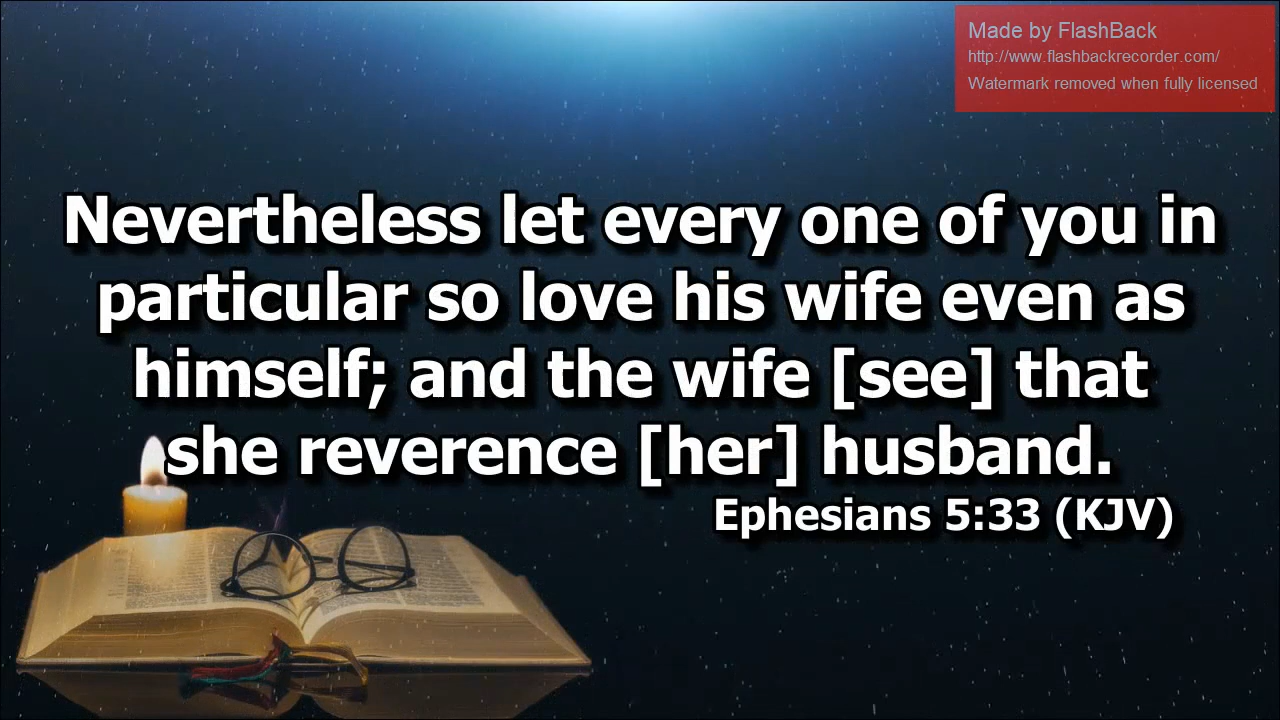 Made by FlashBack
http://www.flashbackrecorder.com/
Watermark removed when fully licensed
Nevertheless let every one of you in
particular so love his wife even as
himself; and the wife [see] that
she reverence [her] husband.
Ephesians 5:33 (KJV)